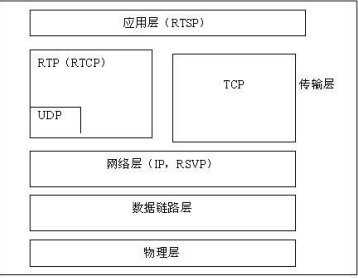 应用层（RTSP）
RTP（RTCP）
TCP
传输层
UDP
网络层（IP，RSVP）
数据链路层
物理层